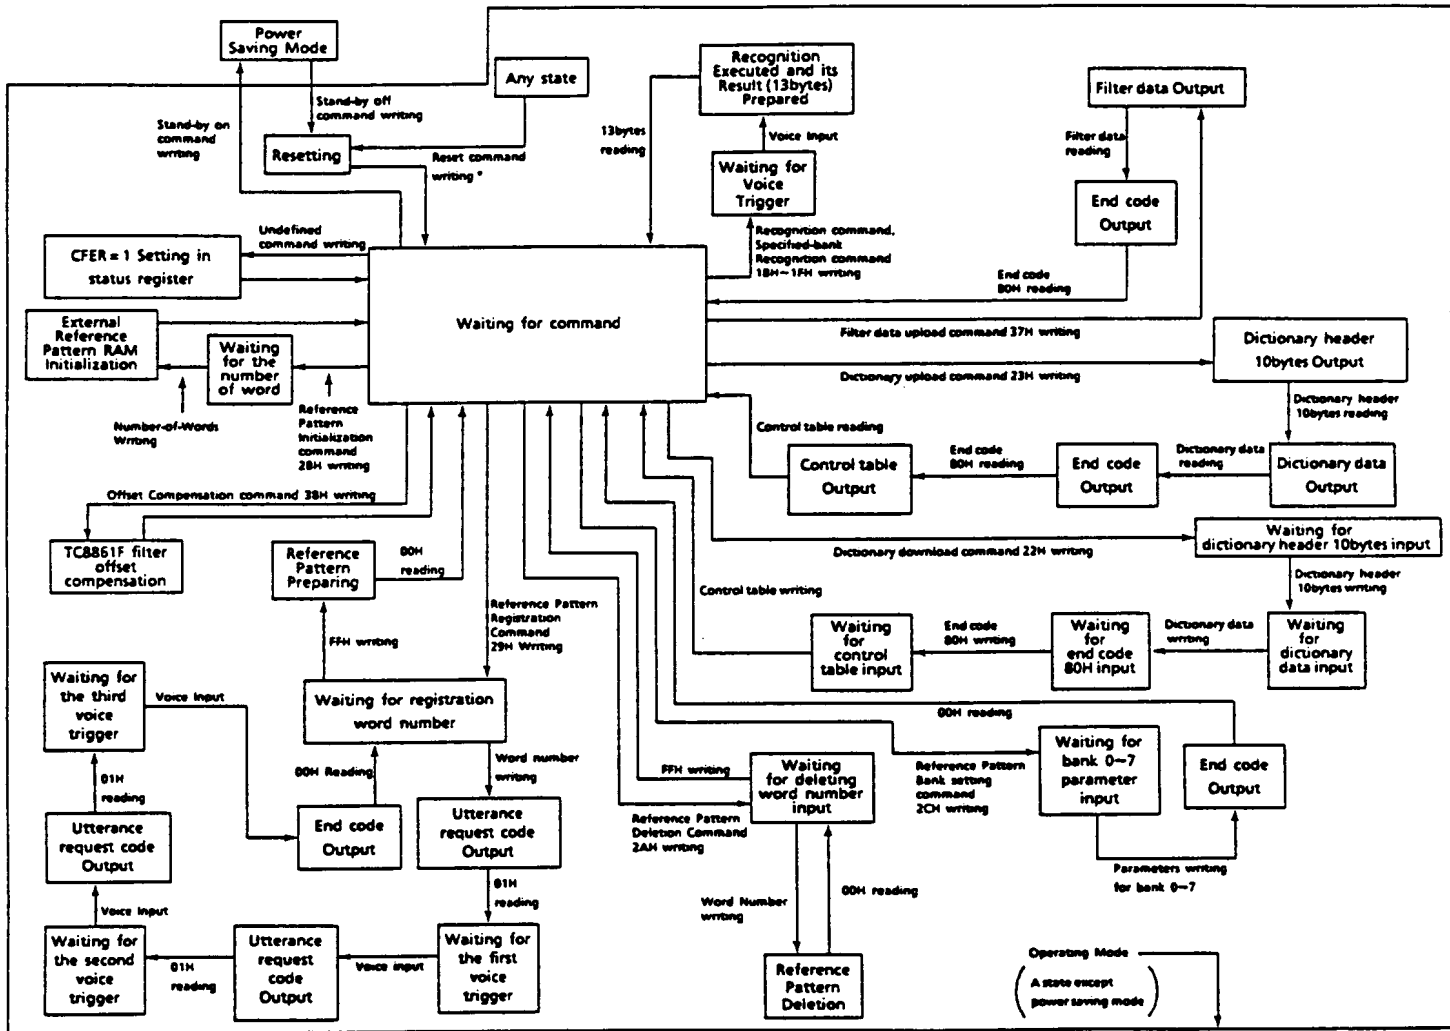 Power
Saving Mode
Any state
Stand-by off
command writing
Stand-by on
command
writing
Resetting
Reset command
writing *
Recognition
Executed and its
Result (13bytes)
Prepared
13bytes
reading
Voice Input
Waiting for
Voice
Trigger
Recognition command,
Specified-bank
Recognition command
18H~1FH writing
Filter data Output
Filter data
reading
End code
Output
End code
80H reading
Undefined
command writing
CFER = 1 Setting in
status register
External
Reference
Pattern RAM
Initialization
Waiting
for the
number
of word
Number-of-Words
Writing
Reference
Pattern
Initialization
command
28H writing
Waiting for command
Filter data upload command 37H writing
Dictionary upload command 23H writing
Dictionary header
10bytes Output
Dictionary header
10bytes reading
Dictionary data
Output
Dictionary data
reading
End code
Output
End code
80H reading
Control table
Output
Control table reading
Offset Compensation command 38H writing
TC8861F filter
offset
compensation
Reference
Pattern
Preparing
00H
reading
FFH writing
Reference Pattern
Registration
Command
29H Writing
Dictionary download command 22H writing
Waiting for
dictionary header 10bytes input
Dictionary header
10bytes writing
Waiting
for
dictionary
data input
Dictionary data
writing
Waiting
for
end code
80H input
End code
80H writing
Waiting
for
control
table input
Control table writing
Waiting for registration
word number
Word number
writing
Utterance
request code
Output
01H
reading
Waiting for
the first
voice
trigger
Voice input
Utterance
request
code
Output
01H
reading
Waiting for
the second
voice
trigger
Voice Input
Utterance
request code
Output
01H
reading
Waiting for
the third
voice
trigger
Voice Input
End code
Output
00H Reading
FFH writing
Waiting
for deleting
word number
input
Reference Pattern
Deletion Command
2AH writing
Word Number
writing
00H reading
Reference
Pattern
Deletion
Reference Pattern
Bank setting
command
2CH writing
Waiting for
bank 0~7
parameter
input
Parameters writing
for bank 0~7
End code
Output
00H reading
Operating Mode
( A state except
power saving mode )